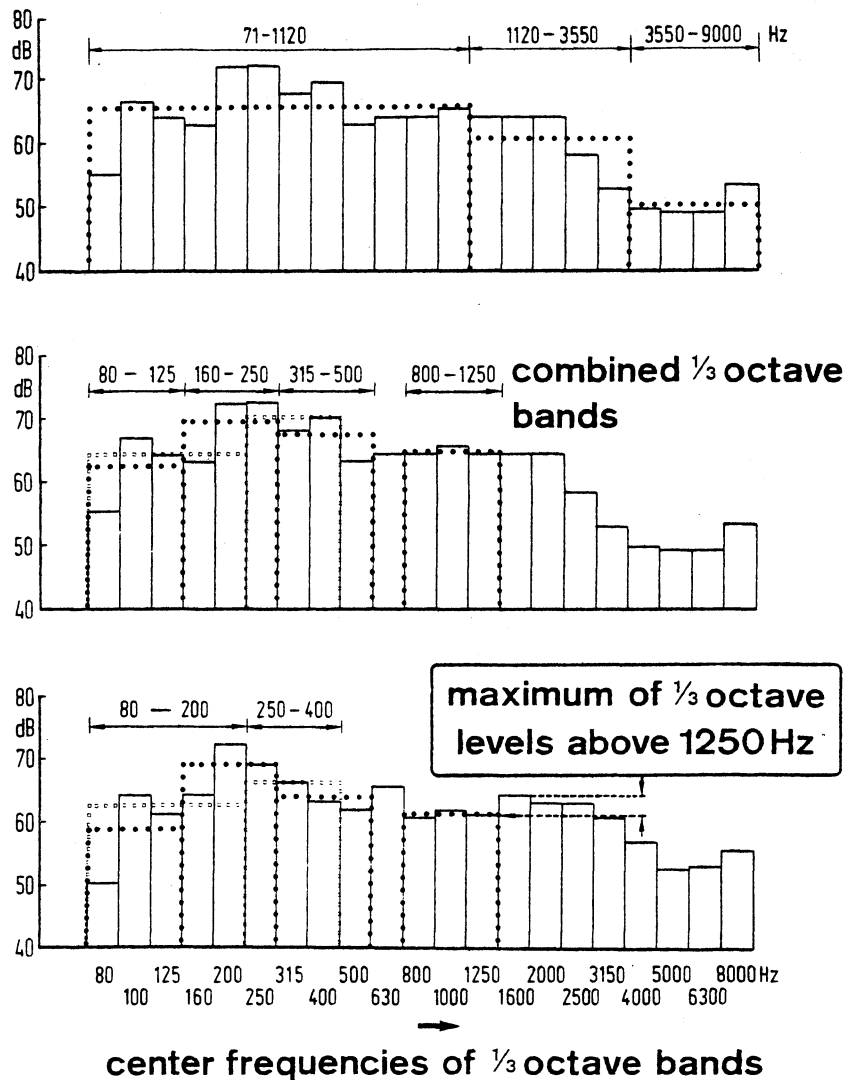 80
dB
70
60
50
40
71-1120
1120-3550
3550-9000
Hz
80
dB
70
60
50
40
80 - 125
160-250
315-500
800-1250
combined ⅓ octave
bands
80
dB
70
60
50
40
80 — 200
250-400
maximum of ⅓ octave
levels above 1250 Hz
80 125 200 315 500 800 1250 2000 3150 5000 8000 Hz
100 160 250 400 630 1000 1600 2500 4000 6300
center frequencies of ⅓ octave bands